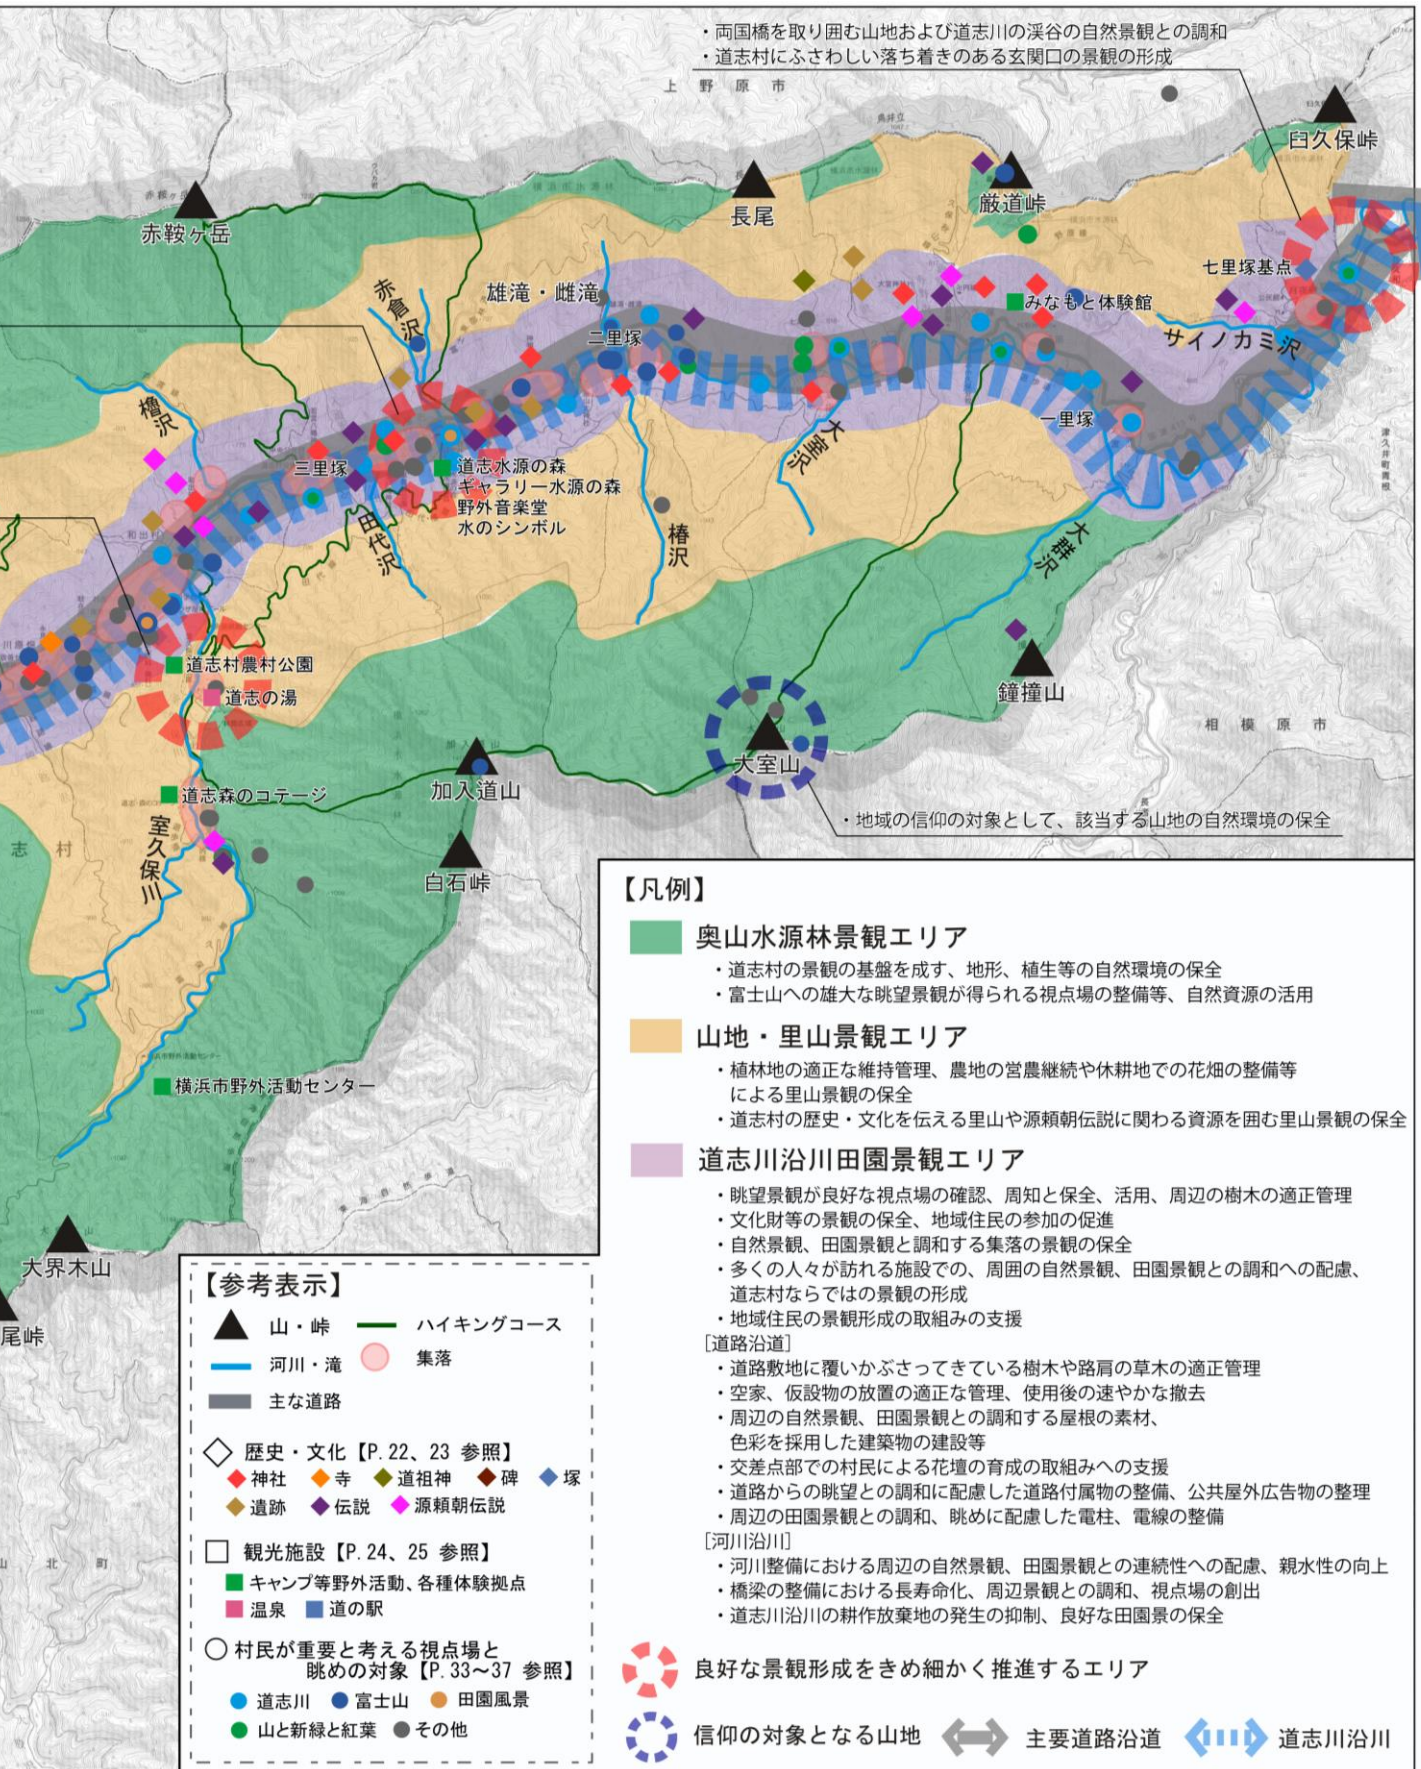 ・両国橋を取り囲む山地および道志川の渓谷の自然景観との調和
・道志村にふさわしい落ち着きのある玄関口の景観の形成
上野原市
臼久保峠
赤鞍ヶ岳
長尾
厳道峠
七里塚基点
雄滝・雌滝
赤倉沢
みなもと体験館
二里塚
サイノカミ沢
櫓沢
一里塚
大室沢
三里塚
道志水源の森
ギャラリー水源の森
野外音楽堂
水のシンボル
田代沢
椿沢
大群沢
津久井町青根
道志村農村公園
道志の湯
鐘撞山
相模原市
大室山
加入道山
道志森のコテージ
・地域の信仰の対象として、該当する山地の自然環境の保全
室久保川
志村
白石峠
横浜市野外活動センター
大界木山
尾峠
北町
【凡例】
奥山水源林景観エリア
・道志村の景観の基盤を成す、地形、植生等の自然環境の保全
・富士山への雄大な眺望景観が得られる視点場の整備等、自然資源の活用
山地・里山景観エリア
・植林地の適正な維持管理、農地の営農継続や休耕地での花畑の整備等
による里山景観の保全
・道志村の歴史・文化を伝える里山や源頼朝伝説に関わる資源を囲む里山景観の保全
道志川沿川田園景観エリア
・眺望景観が良好な視点場の確認、周知と保全、活用、周辺の樹木の適正管理
・文化財等の景観の保全、地域住民の参加の促進
・自然景観、田園景観と調和する集落の景観の保全
・多くの人々が訪れる施設での、周囲の自然景観、田園景観との調和への配慮、
道志村ならではの景観の形成
・地域住民の景観形成の取組みの支援
［道路沿道］
・道路敷地に覆いかぶさってきている樹木や路肩の草木の適正管理
・空家、仮設物の放置の適正な管理、使用後の速やかな撤去
・周辺の自然景観、田園景観との調和する屋根の素材、
色彩を採用した建築物の建設等
・交差点部での村民による花壇の育成の取組みへの支援
・道路からの眺望との調和に配慮した道路付属物の整備、公共屋外広告物の整理
・周辺の田園景観との調和、眺めに配慮した電柱、電線の整備
［河川沿川］
・河川整備における周辺の自然景観、田園景観との連続性への配慮、親水性の向上
・橋梁の整備における長寿命化、周辺景観との調和、視点場の創出
・道志川沿川の耕作放棄地の発生の抑制、良好な田園景の保全
良好な景観形成をきめ細かく推進するエリア
信仰の対象となる山地 主要道路沿道 道志川沿川
【参考表示】
山・峠 ハイキングコース
河川・滝 集落
主な道路
歴史・文化【P.22、23 参照】
神社 寺 道祖神 碑 塚
遺跡 伝説 源頼朝伝説
観光施設【P.24、25 参照】
キャンプ等野外活動、各種体験拠点
温泉 道の駅
村民が重要と考える視点場と
眺めの対象【P.33～37 参照】
道志川 富士山 田園風景
山と新緑と紅葉 その他